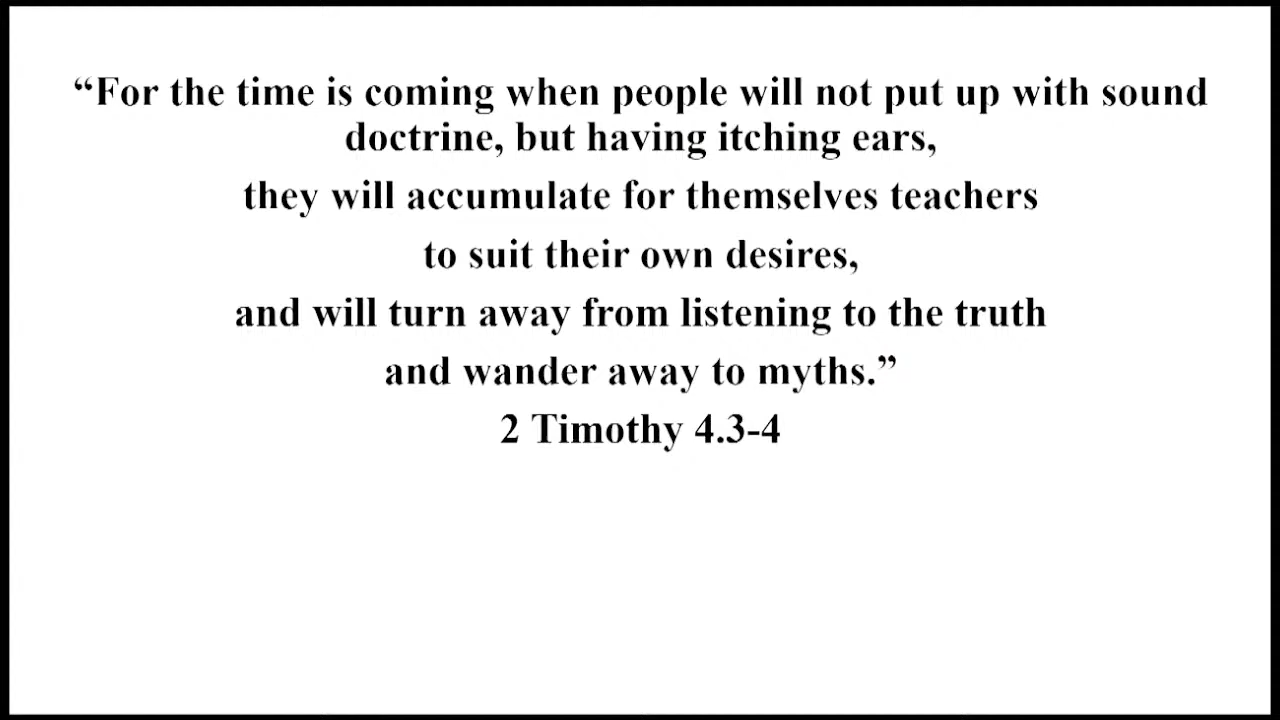 “For the time is coming when people will not put up with sound
doctrine, but having itching ears,
they will accumulate for themselves teachers
to suit their own desires,
and will turn away from listening to the truth
and wander away to myths.”
2 Timothy 4.3-4